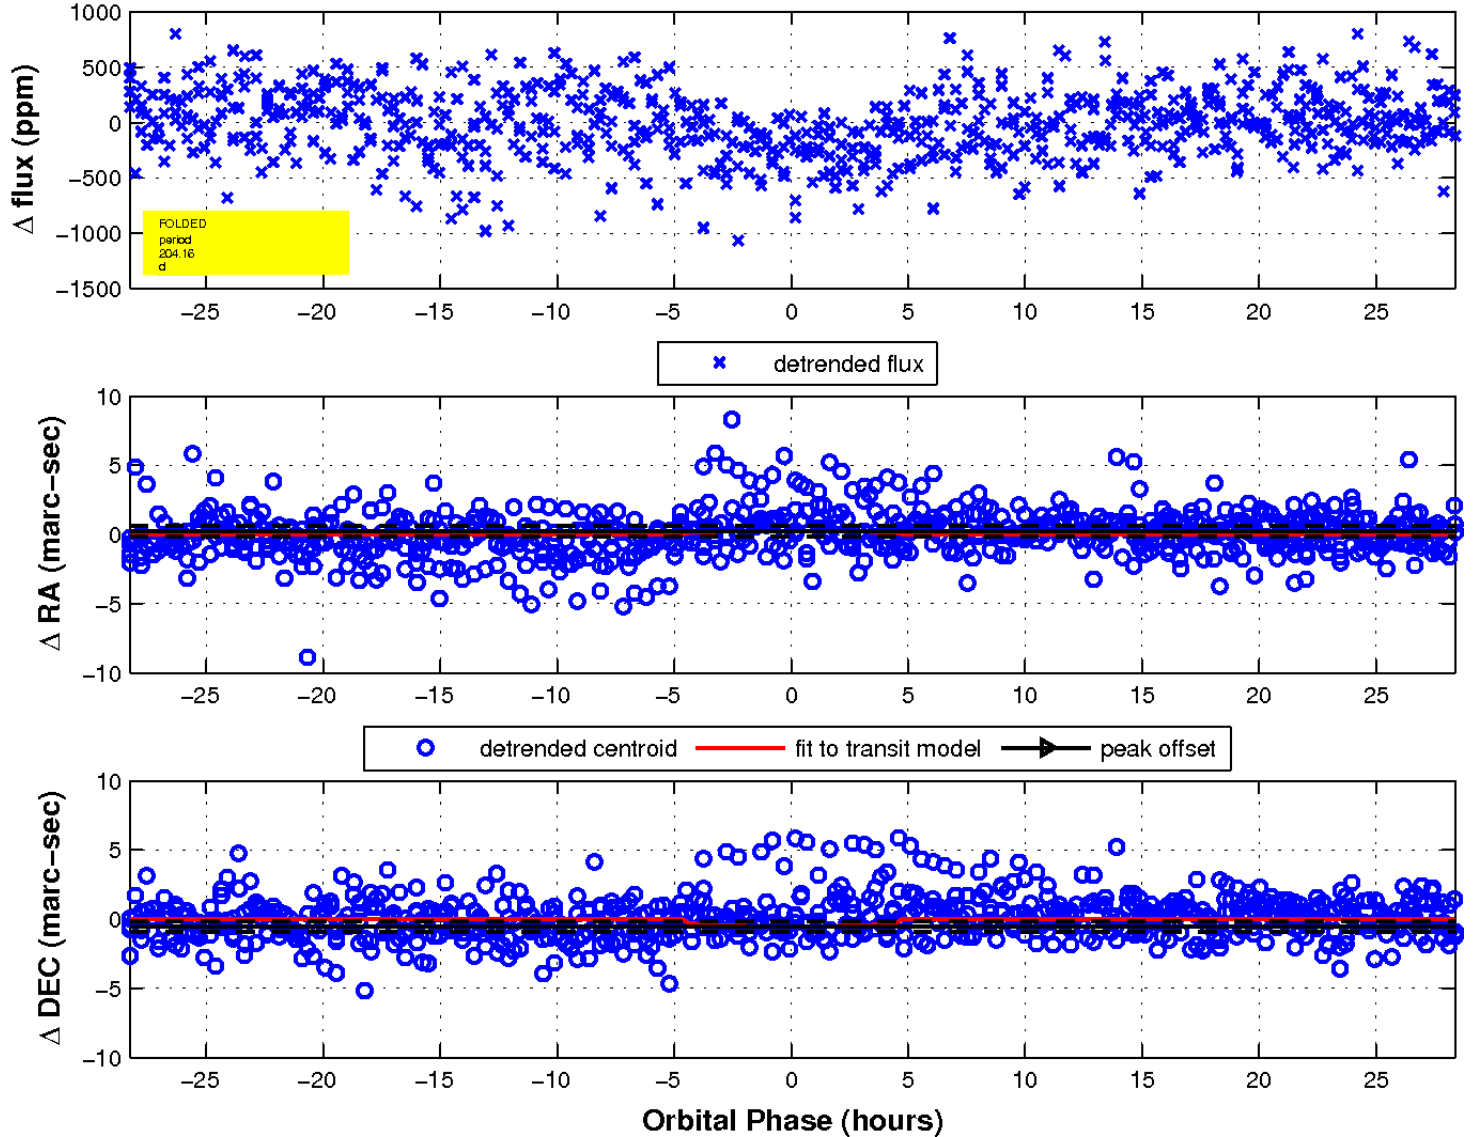 1000
500
0
−500
−1000
−1500
Δ flux (ppm)
FOLDED
period
204.16
d
−25 −20 −15 −10 −5 0 5 10 15 20 25
detrended flux
10
5
0
−5
−10
Δ RA (marc−sec)
−25 −20 −15 −10 −5 0 5 10 15 20 25
detrended centroid fit to transit model peak offset
10
5
0
−5
−10
Δ DEC (marc−sec)
−25 −20 −15 −10 −5 0 5 10 15 20 25
Orbital Phase (hours)